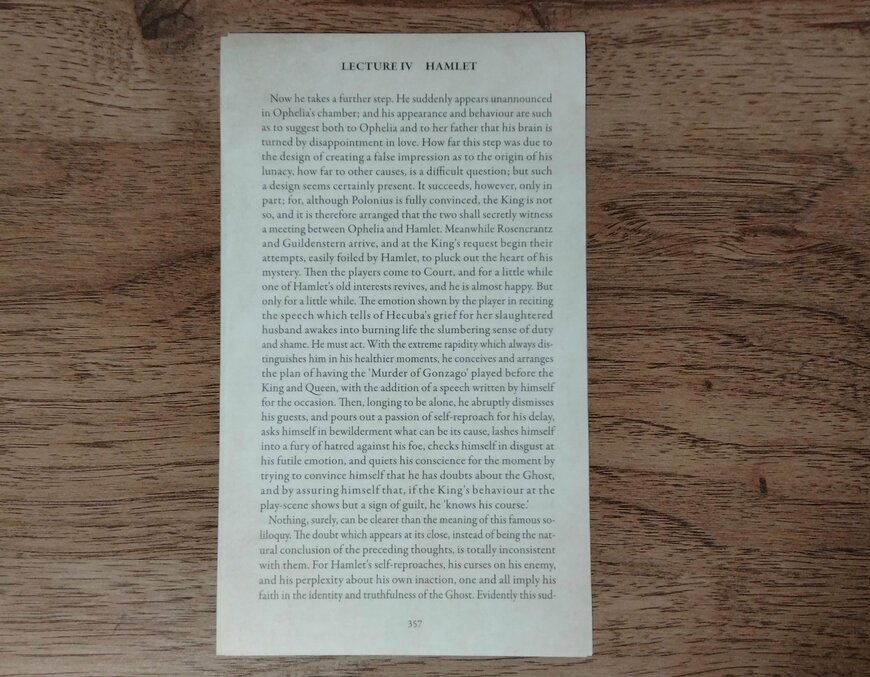 LECTURE IV HAMLET
Now he takes a further step. He suddenly appears unannounced
in Ophelia's chamber; and his appearance and behaviour are such
as to suggest both to Ophelia and to her father that his brain is
turned by disappointment in love. How far this step was due to
the design of creating a false impression as to the origin of his
lunacy, how far to other causes, is a difficult question; but such
a design seems certainly present. It succeeds, however, only in
part; for, although Polonius is fully convinced, the King is not
so, and it is therefore arranged that the two shall secretly witness
a meeting between Ophelia and Hamlet. Meanwhile Rosencrantz
and Guildenstern arrive, and at the King's request begin their
attempts, easily foiled by Hamlet, to pluck out the heart of his
mystery. Then the players come to Court, and for a little while
one of Hamlet's old interests revives, and he is almost happy. But
only for a little while. The emotion shown by the player in reciting
the speech which tells of Hecuba's grief for her slaughtered
husband awakes into burning life the slumbering sense of duty
and shame. He must act. With the extreme rapidity which always dis-
tinguishes him in his healthier moments, he conceives and arranges
the plan of having the 'Murder of Gonzago' played before the
King and Queen, with the addition of a speech written by himself
for the occasion. Then, longing to be alone, he abruptly dismisses
his guests, and pours out a passion of self-reproach for his delay,
asks himself in bewilderment what can be its cause, lashes himself
into a fury of hatred against his foe, checks himself in disgust at
his futile emotion, and quiets his conscience for the moment by
trying to convince himself that he has doubts about the Ghost,
and by assuring himself that, if the King's behaviour at the
play-scene shows but a sign of guilt, he 'knows his course.'
Nothing, surely, can be clearer than the meaning of this famous so-
liloquy. The doubt which appears at its close, instead of being the nat-
ural conclusion of the preceding thoughts, is totally inconsistent
with them. For Hamlet's self-reproaches, his curses on his enemy,
and his perplexity about his own inaction, one and all imply his
faith in the identity and truthfulness of the Ghost. Evidently this sud-
357